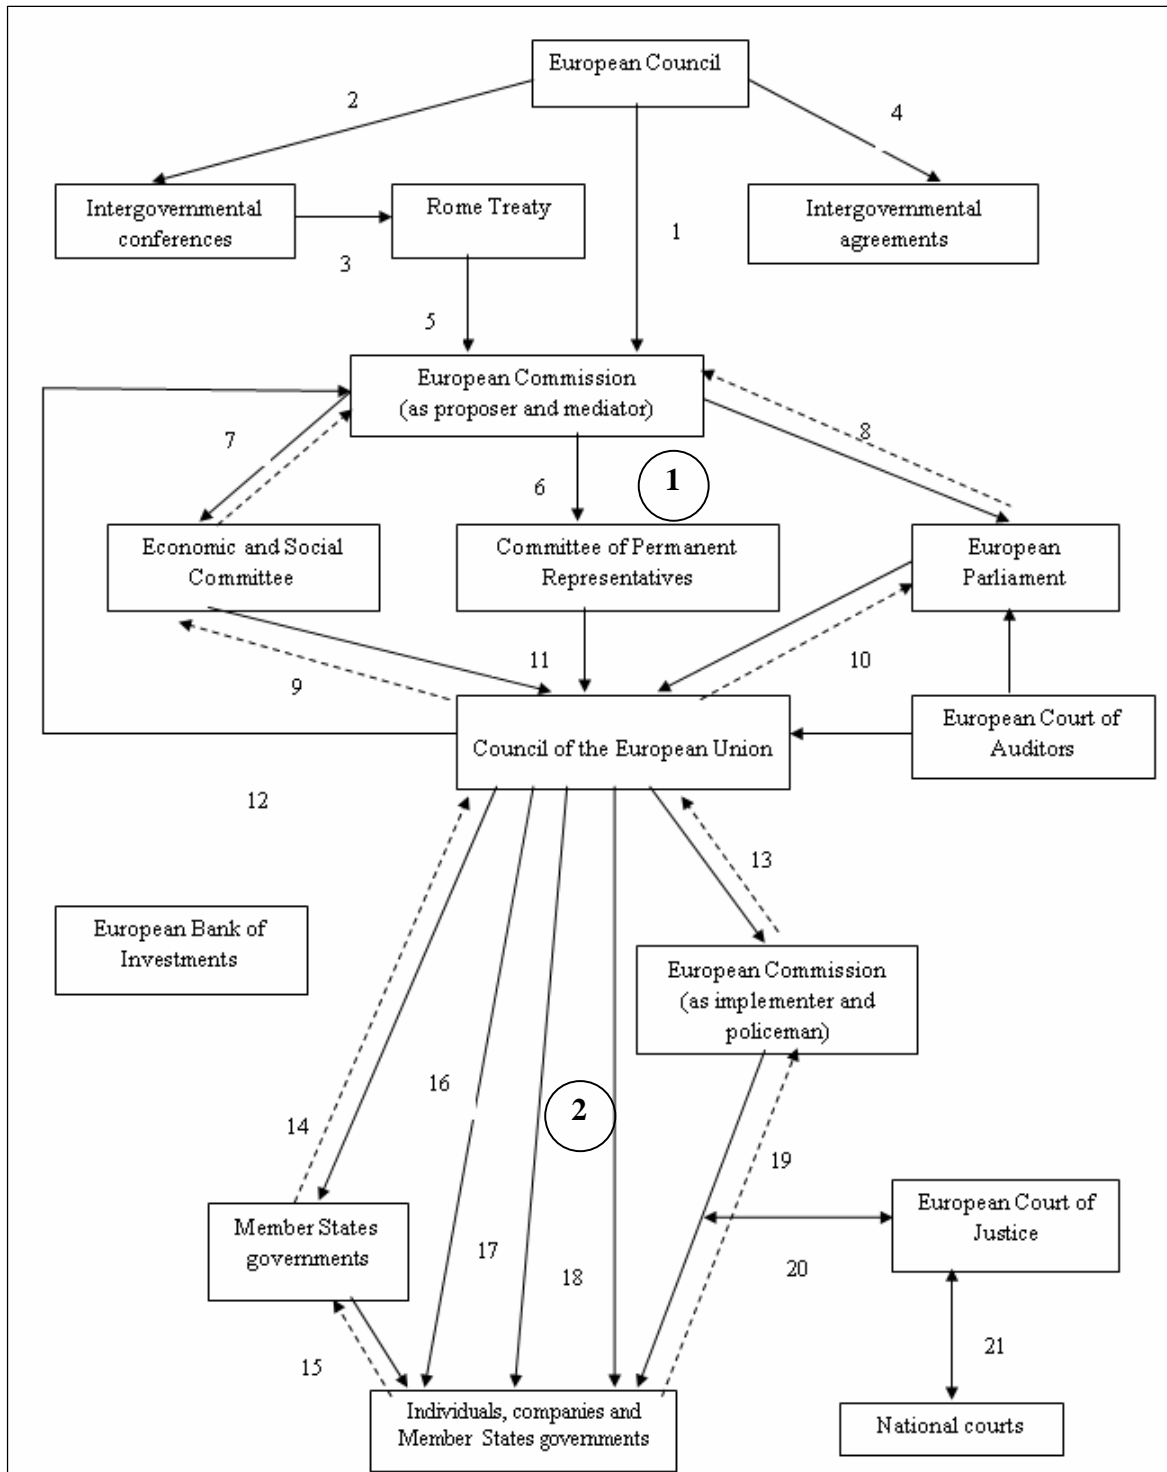 European Council
2
4
Intergovernmental
conferences
Rome Treaty
Intergovernmental
agreements
1
3
5
European Commission
(as proposer and mediator)
7
8
6
1
Economic and Social
Committee
Committee of Permanent
Representatives
European
Parliament
9
11
10
Council of the European Union
European Court of
Auditors
12
13
European Bank of
Investments
European Commission
(as implementer and
policeman)
16
2
14
19
Member States
governments
European Court of
Justice
17
18
20
15
21
Individuals, companies and
Member States governments
National courts